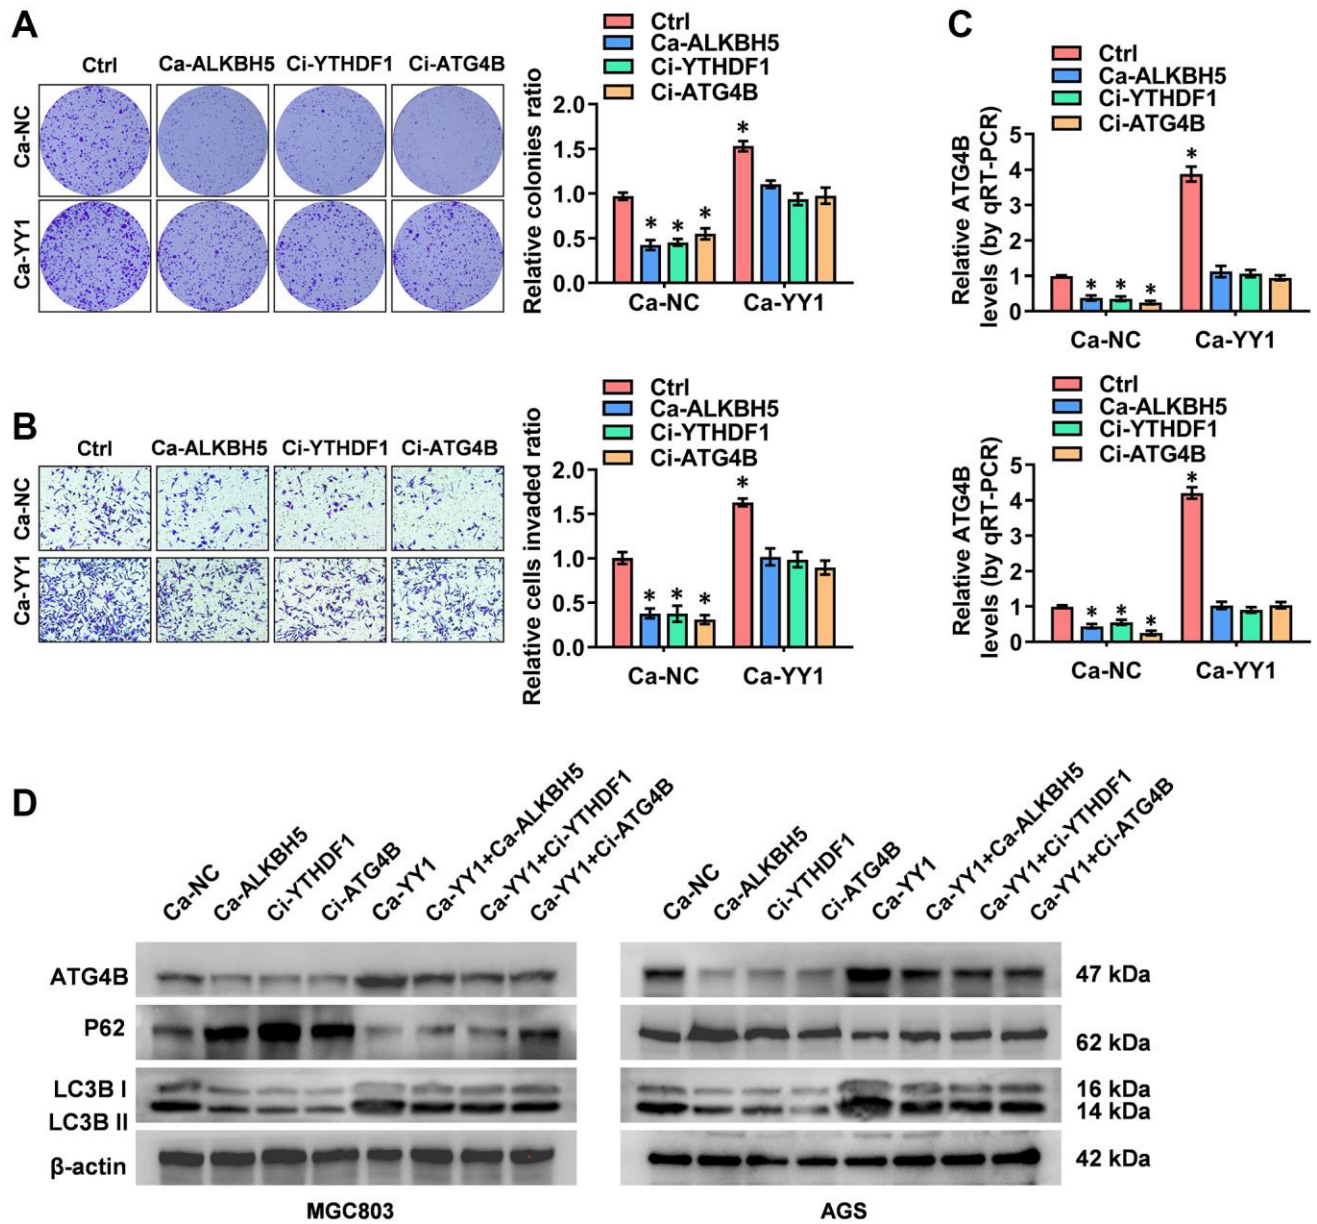 A
Ctrl Ca-ALKBH5 Ci-YTHDF1 Ci-ATG4B
Ca-NC
Ca-YY1
Ctrl
Ca-ALKBH5
Ci-YTHDF1
Ci-ATG4B
Relative colonies ratio
2.0
1.5
1.0
0.5
0.0
* * * *
Ca-NC Ca-YY1
C
Ctrl
Ca-ALKBH5
Ci-YTHDF1
Ci-ATG4B
Relative ATG4B
levels (by qRT-PCR)
5
4
3
2
1
0
* * * *
Ca-NC Ca-YY1
B
Ctrl Ca-ALKBH5 Ci-YTHDF1 Ci-ATG4B
Ca-NC
Ca-YY1
Ctrl
Ca-ALKBH5
Ci-YTHDF1
Ci-ATG4B
Relative cells invaded ratio
2.0
1.5
1.0
0.5
0.0
* * * *
Ca-NC Ca-YY1
Ctrl
Ca-ALKBH5
Ci-YTHDF1
Ci-ATG4B
Relative ATG4B
levels (by qRT-PCR)
5
4
3
2
1
0
* * * *
Ca-NC Ca-YY1
D
Ca-NC
Ca-ALKBH5
Ci-YTHDF1
Ci-ATG4B
Ca-YY1
Ca-YY1+Ca-ALKBH5
Ca-YY1+Ci-YTHDF1
Ca-YY1+Ci-ATG4B
Ca-NC
Ca-ALKBH5
Ci-YTHDF1
Ci-ATG4B
Ca-YY1
Ca-YY1+Ca-ALKBH5
Ca-YY1+Ci-YTHDF1
Ca-YY1+Ci-ATG4B
ATG4B 47 kDa
P62 62 kDa
LC3B I 16 kDa
LC3B II 14 kDa
β-actin 42 kDa
MGC803 AGS